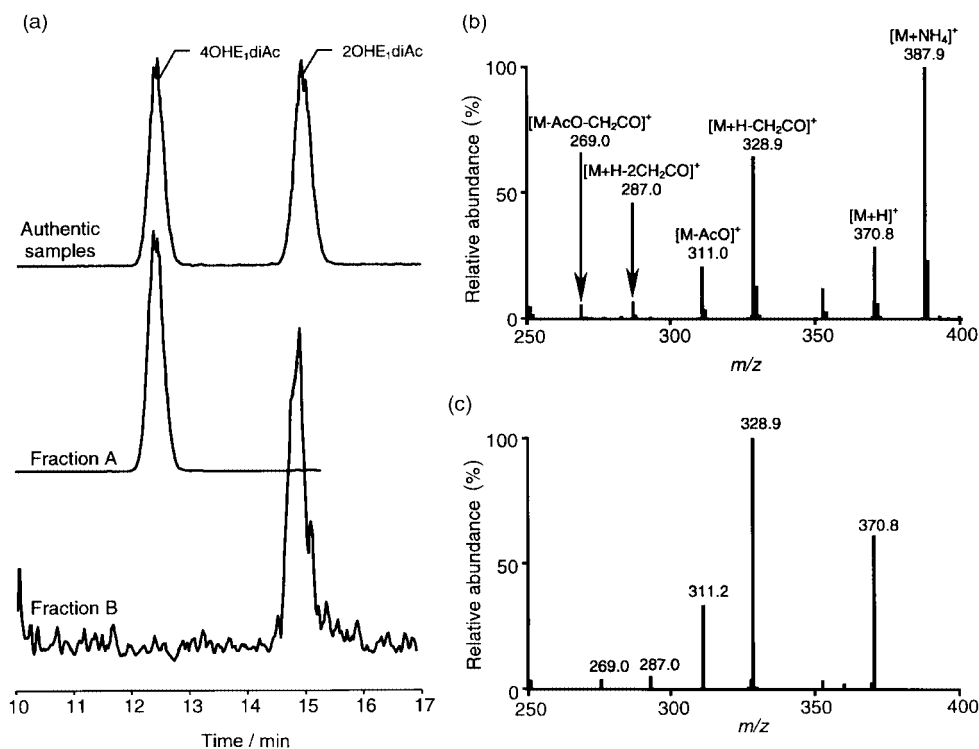 (a)
4OHE₁diAc
2OHE₁diAc
Authentic
samples
Fraction A
Fraction B
10 11 12 13 14 15 16 17
Time / min
(b)
Relative abundance (%)
100
50
0
[M+NH₄]⁺
387.9
[M-AcO-CH₂CO]⁺
269.0
[M+H-CH₂CO]⁺
328.9
[M+H-2CH₂CO]⁺
287.0
[M-AcO]⁺
311.0
[M+H]⁺
370.8
250 300 350 400
m/z
(c)
Relative abundance (%)
100
50
0
328.9
370.8
311.2
269.0 287.0
250 300 350 400
m/z